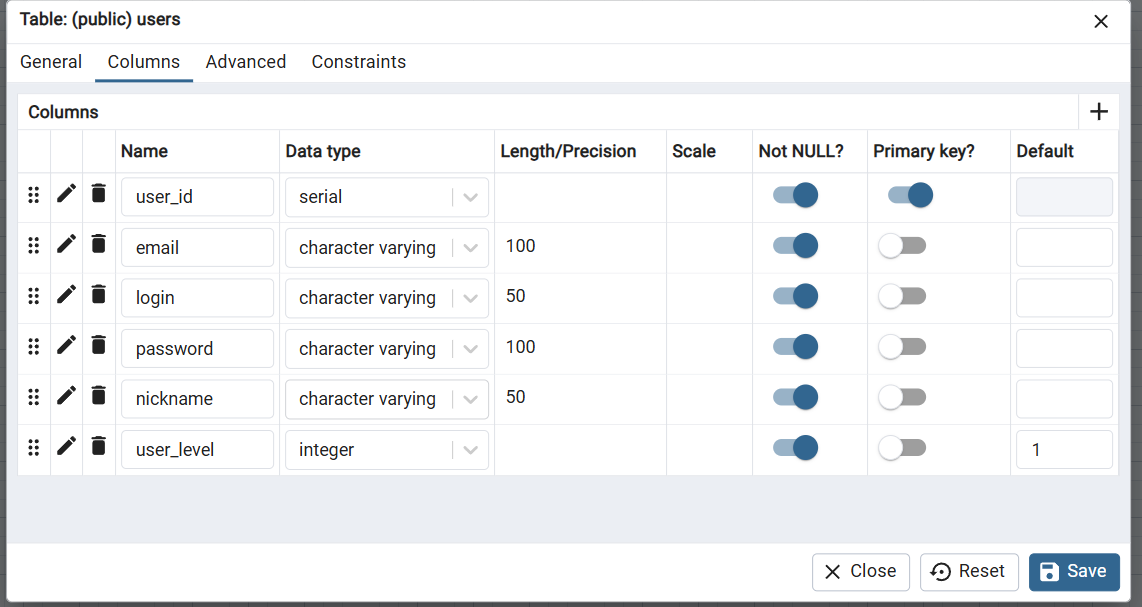 Table: (public) users
General Columns Advanced Constraints
Columns
Name Data type Length/Precision Scale Not NULL? Primary key? Default
user_id serial
email character varying 100
login character varying 50
password character varying 100
nickname character varying 50
user_level integer 1
Close Reset Save